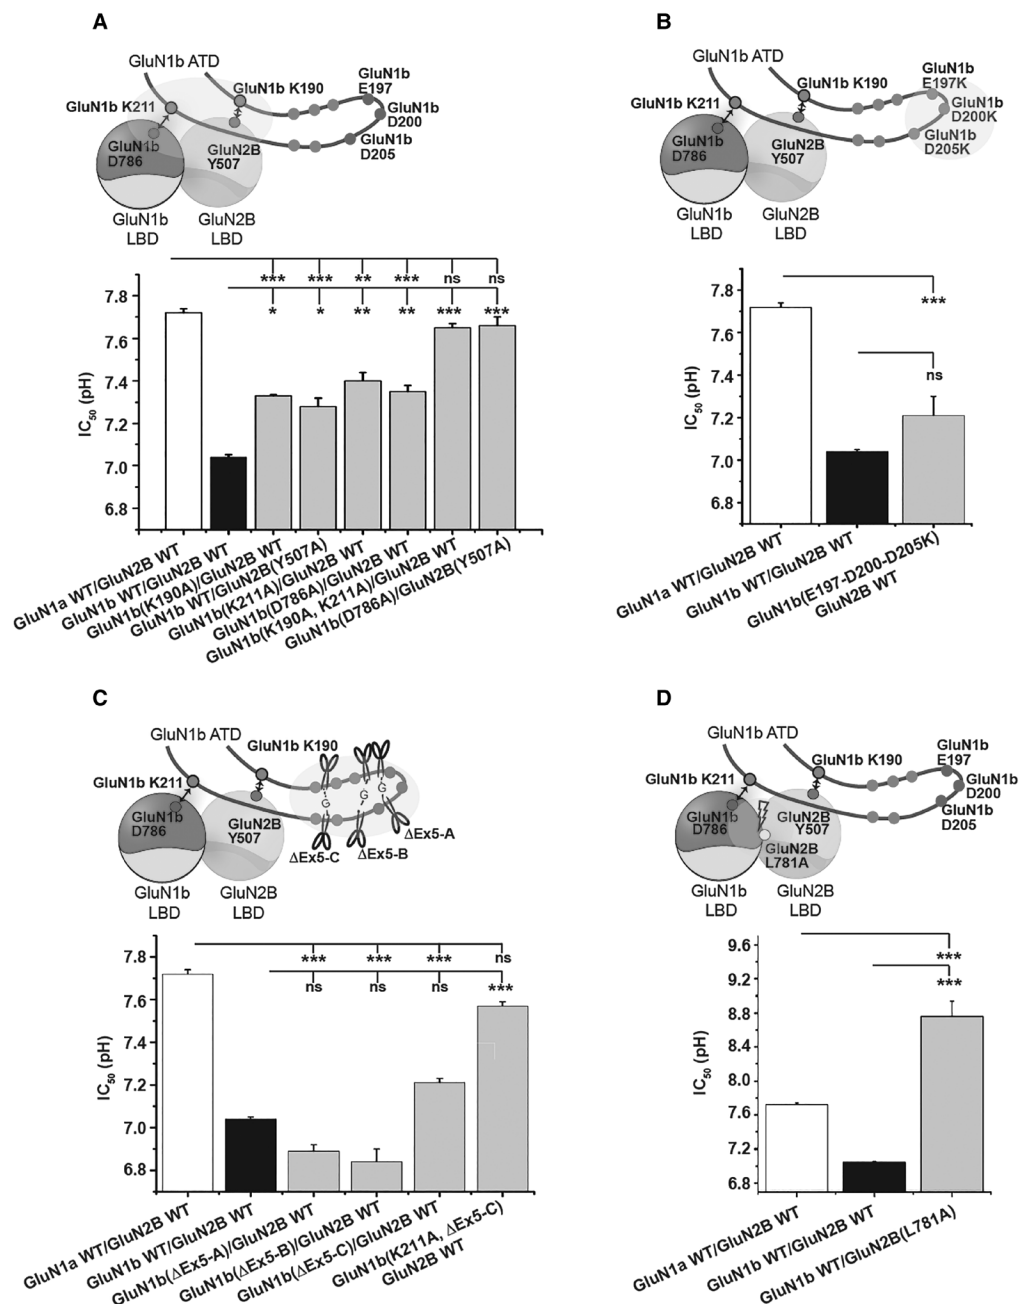 A
GluN1b ATD
GluN1b K190
GluN1b
E197
GluN1b K211
GluN1b
D200
GluN1b
D205
GluN1b
D786
GluN2B
Y507
GluN1b
LBD
GluN2B
LBD
*** *** ** *** ns ns
* * ** ** *** ***
7.8
7.6
7.4
7.2
7.0
6.8
IC50 (pH)
GluN1a WT/GluN2B WT
GluN1b WT/GluN2B WT
GluN1b(K190A)/GluN2B WT
GluN1b WT/GluN2B(Y507A)
GluN1b(K211A)/GluN2B WT
GluN1b(D786A)/GluN2B WT
GluN1b(K190A, K211A)/GluN2B WT
GluN1b(D786A)/GluN2B(Y507A)
B
GluN1b ATD
GluN1b K190
GluN1b
E197K
GluN1b K211
GluN1b
D200K
GluN1b
D205K
GluN1b
D786
GluN2B
Y507
GluN1b
LBD
GluN2B
LBD
***
ns
7.8
7.6
7.4
7.2
7.0
6.8
IC50 (pH)
GluN1a WT/GluN2B WT
GluN1b WT/GluN2B WT
GluN1b(E197-D200-D205K)
GluN2B WT
C
GluN1b ATD
GluN1b K190
GluN1b K211
G G G
GluN1b
D786
GluN2B
Y507
ΔEx5-A
ΔEx5-B
ΔEx5-C
GluN1b
LBD
GluN2B
LBD
*** *** *** ns
ns ns ns ***
7.8
7.6
7.4
7.2
7.0
6.8
IC50 (pH)
GluN1a WT/GluN2B WT
GluN1b WT/GluN2B WT
GluN1b(ΔEx5-A)/GluN2B WT
GluN1b(ΔEx5-B)/GluN2B WT
GluN1b(ΔEx5-C)/GluN2B WT
GluN1b(K211A, ΔEx5-C)
GluN2B WT
D
GluN1b ATD
GluN1b K190
GluN1b
E197
GluN1b K211
GluN1b
D200
GluN1b
D205
GluN1b
D786
GluN2B
Y507
GluN2B
L781A
GluN1b
LBD
GluN2B
LBD
***
***
9.6
9.2
8.8
8.4
8.0
7.6
7.2
6.8
IC50 (pH)
GluN1a WT/GluN2B WT
GluN1b WT/GluN2B WT
GluN1b WT/GluN2B(L781A)